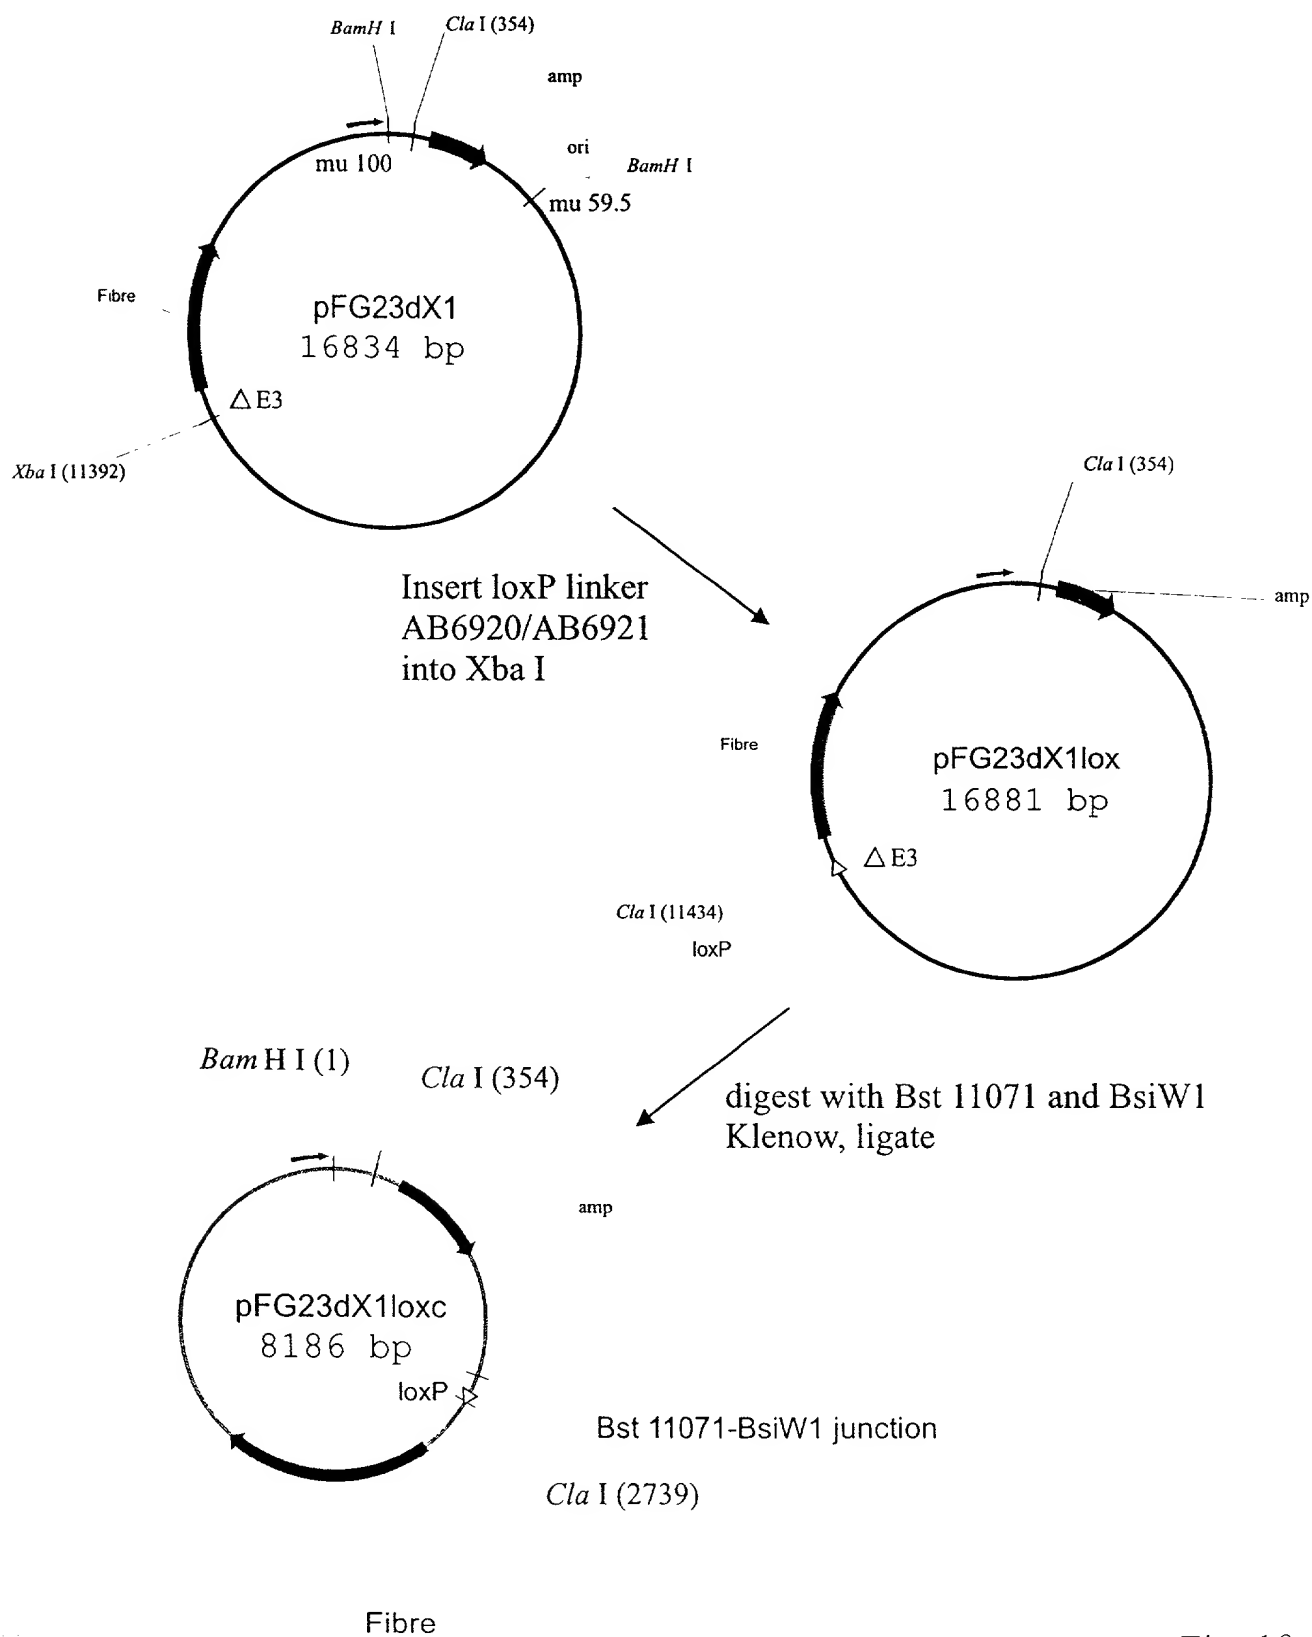 BamH I
Cla I (354)
amp
ori
BamH I
mu 100
mu 59.5
Fibre
pFG23dX1
16834 bp
△ E3
Xba I (11392)
Cla I (354)
Insert loxP linker
AB6920/AB6921
into Xba I
amp
Fibre
pFG23dX1lox
16881 bp
△ E3
Cla I (11434)
loxP
Bam H I (1)
Cla I (354)
digest with Bst 11071 and BsiW1
Klenow, ligate
amp
pFG23dX1loxc
8186 bp
loxP
Bst 11071-BsiW1 junction
Cla I (2739)
Fibre